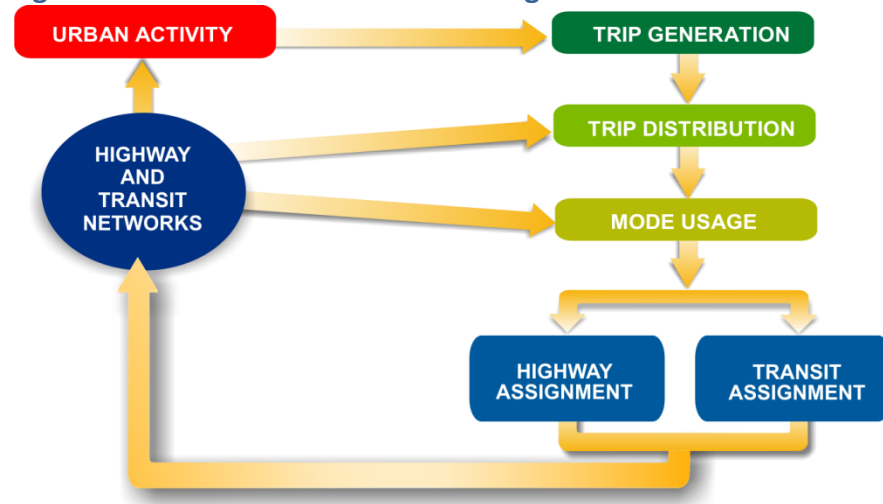 URBAN ACTIVITY
TRIP GENERATION
TRIP DISTRIBUTION
HIGHWAY
AND
TRANSIT
NETWORKS
MODE USAGE
HIGHWAY
ASSIGNMENT
TRANSIT
ASSIGNMENT